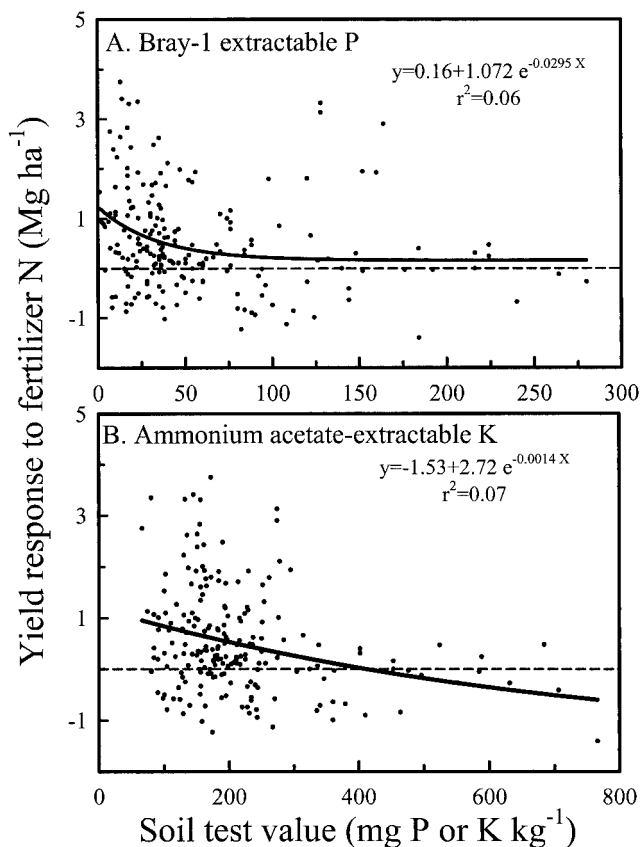 Yield response to fertilizer N (Mg ha⁻¹)
5
A. Bray-1 extractable P
y=0.16+1.072 e^-0.0295 X
r²=0.06
3
1
-1
0 50 100 150 200 250 300
5
B. Ammonium acetate-extractable K
y=-1.53+2.72 e^-0.0014 X
r²=0.07
3
1
-1
0 200 400 600 800
Soil test value (mg P or K kg⁻¹)